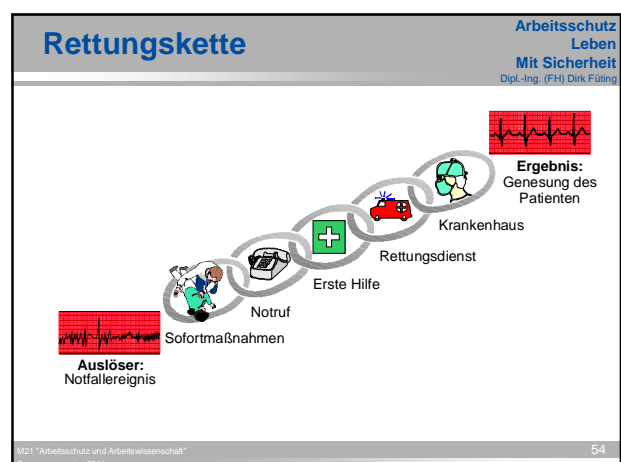 Rettungskette
Arbeitsschutz
Leben
Mit Sicherheit
Dipl.-Ing. (FH) Dirk Füting
Ergebnis:
Genesung des
Patienten
Krankenhaus
Rettungsdienst
Erste Hilfe
Notruf
Sofortmaßnahmen
Auslöser:
Notfallereignis
M21 "Arbeitsschutz und Arbeitswissenschaft"
54